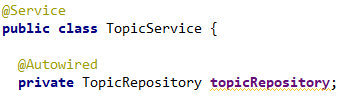 @Service
public class TopicService {
@Autowired
private TopicRepository topicRepository;